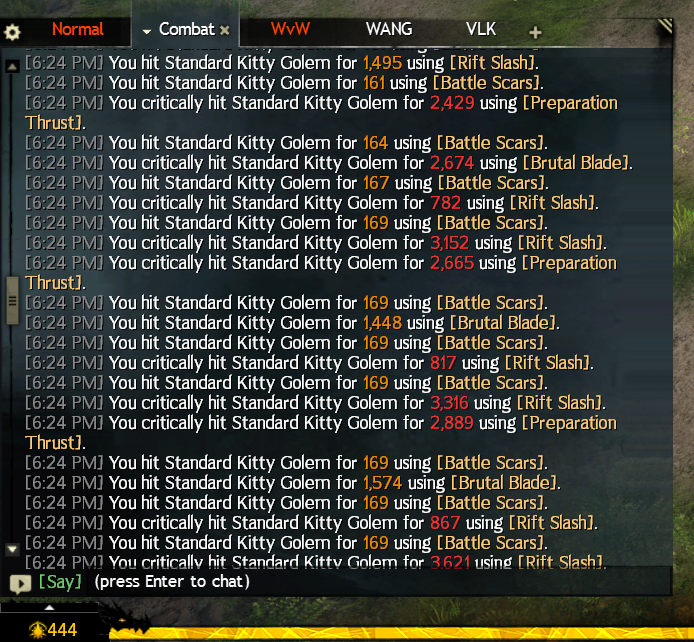 Normal Combat WvW WANG VLK
[6:24 PM] You hit Standard Kitty Golem for 1,495 using [Rift Slash].
[6:24 PM] You hit Standard Kitty Golem for 161 using [Battle Scars].
[6:24 PM] You critically hit Standard Kitty Golem for 2,429 using [Preparation
Thrust].
[6:24 PM] You hit Standard Kitty Golem for 164 using [Battle Scars].
[6:24 PM] You critically hit Standard Kitty Golem for 2,674 using [Brutal Blade].
[6:24 PM] You hit Standard Kitty Golem for 167 using [Battle Scars].
[6:24 PM] You critically hit Standard Kitty Golem for 782 using [Rift Slash].
[6:24 PM] You hit Standard Kitty Golem for 169 using [Battle Scars].
[6:24 PM] You critically hit Standard Kitty Golem for 3,152 using [Rift Slash].
[6:24 PM] You critically hit Standard Kitty Golem for 2,665 using [Preparation
Thrust].
[6:24 PM] You hit Standard Kitty Golem for 169 using [Battle Scars].
[6:24 PM] You hit Standard Kitty Golem for 1,448 using [Brutal Blade].
[6:24 PM] You hit Standard Kitty Golem for 169 using [Battle Scars].
[6:24 PM] You critically hit Standard Kitty Golem for 817 using [Rift Slash].
[6:24 PM] You hit Standard Kitty Golem for 169 using [Battle Scars].
[6:24 PM] You critically hit Standard Kitty Golem for 3,316 using [Rift Slash].
[6:24 PM] You critically hit Standard Kitty Golem for 2,889 using [Preparation
Thrust].
[6:24 PM] You hit Standard Kitty Golem for 169 using [Battle Scars].
[6:24 PM] You hit Standard Kitty Golem for 1,574 using [Brutal Blade].
[6:24 PM] You hit Standard Kitty Golem for 169 using [Battle Scars].
[6:24 PM] You critically hit Standard Kitty Golem for 867 using [Rift Slash].
[6:24 PM] You hit Standard Kitty Golem for 169 using [Battle Scars].
[6:24 PM] You critically hit Standard Kitty Golem for 3,621 using [Rift Slash].
[Say] (press Enter to chat)
444